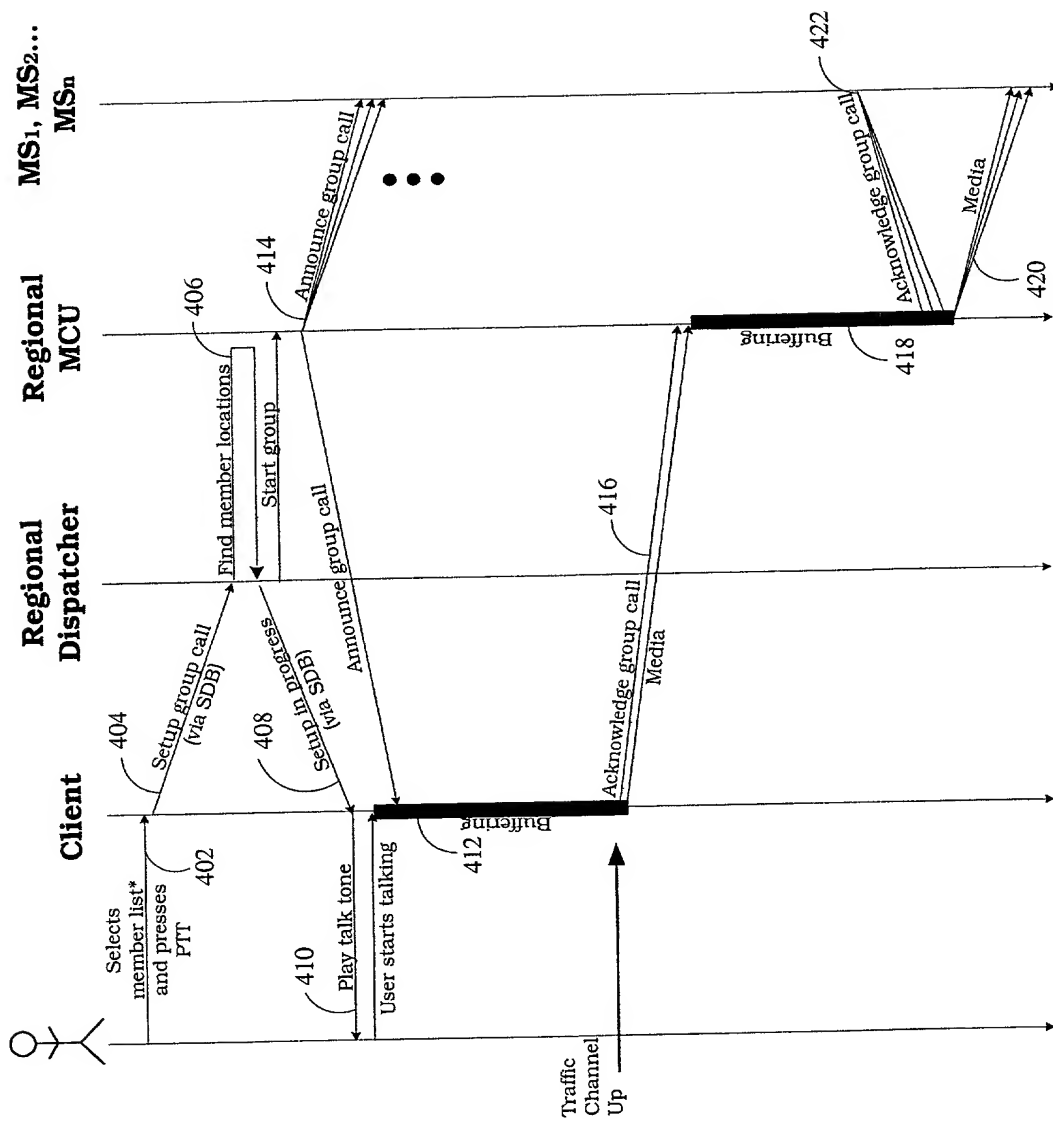 Client
Regional
Dispatcher
Regional
MCU
MS1, MS2...
MSn
Selects
member list*
and presses
PTT
402
404
Setup group call
(via SDB)
Find member locations
406
Start group
408
Setup in progress
(via SDB)
414
Announce group call
Announce group call
410
Play talk tone
User starts talking
412
Buffering
Traffic
Channel
Up
Acknowledge group call
416
Media
Buffering
418
422
Acknowledge group call
Media
420